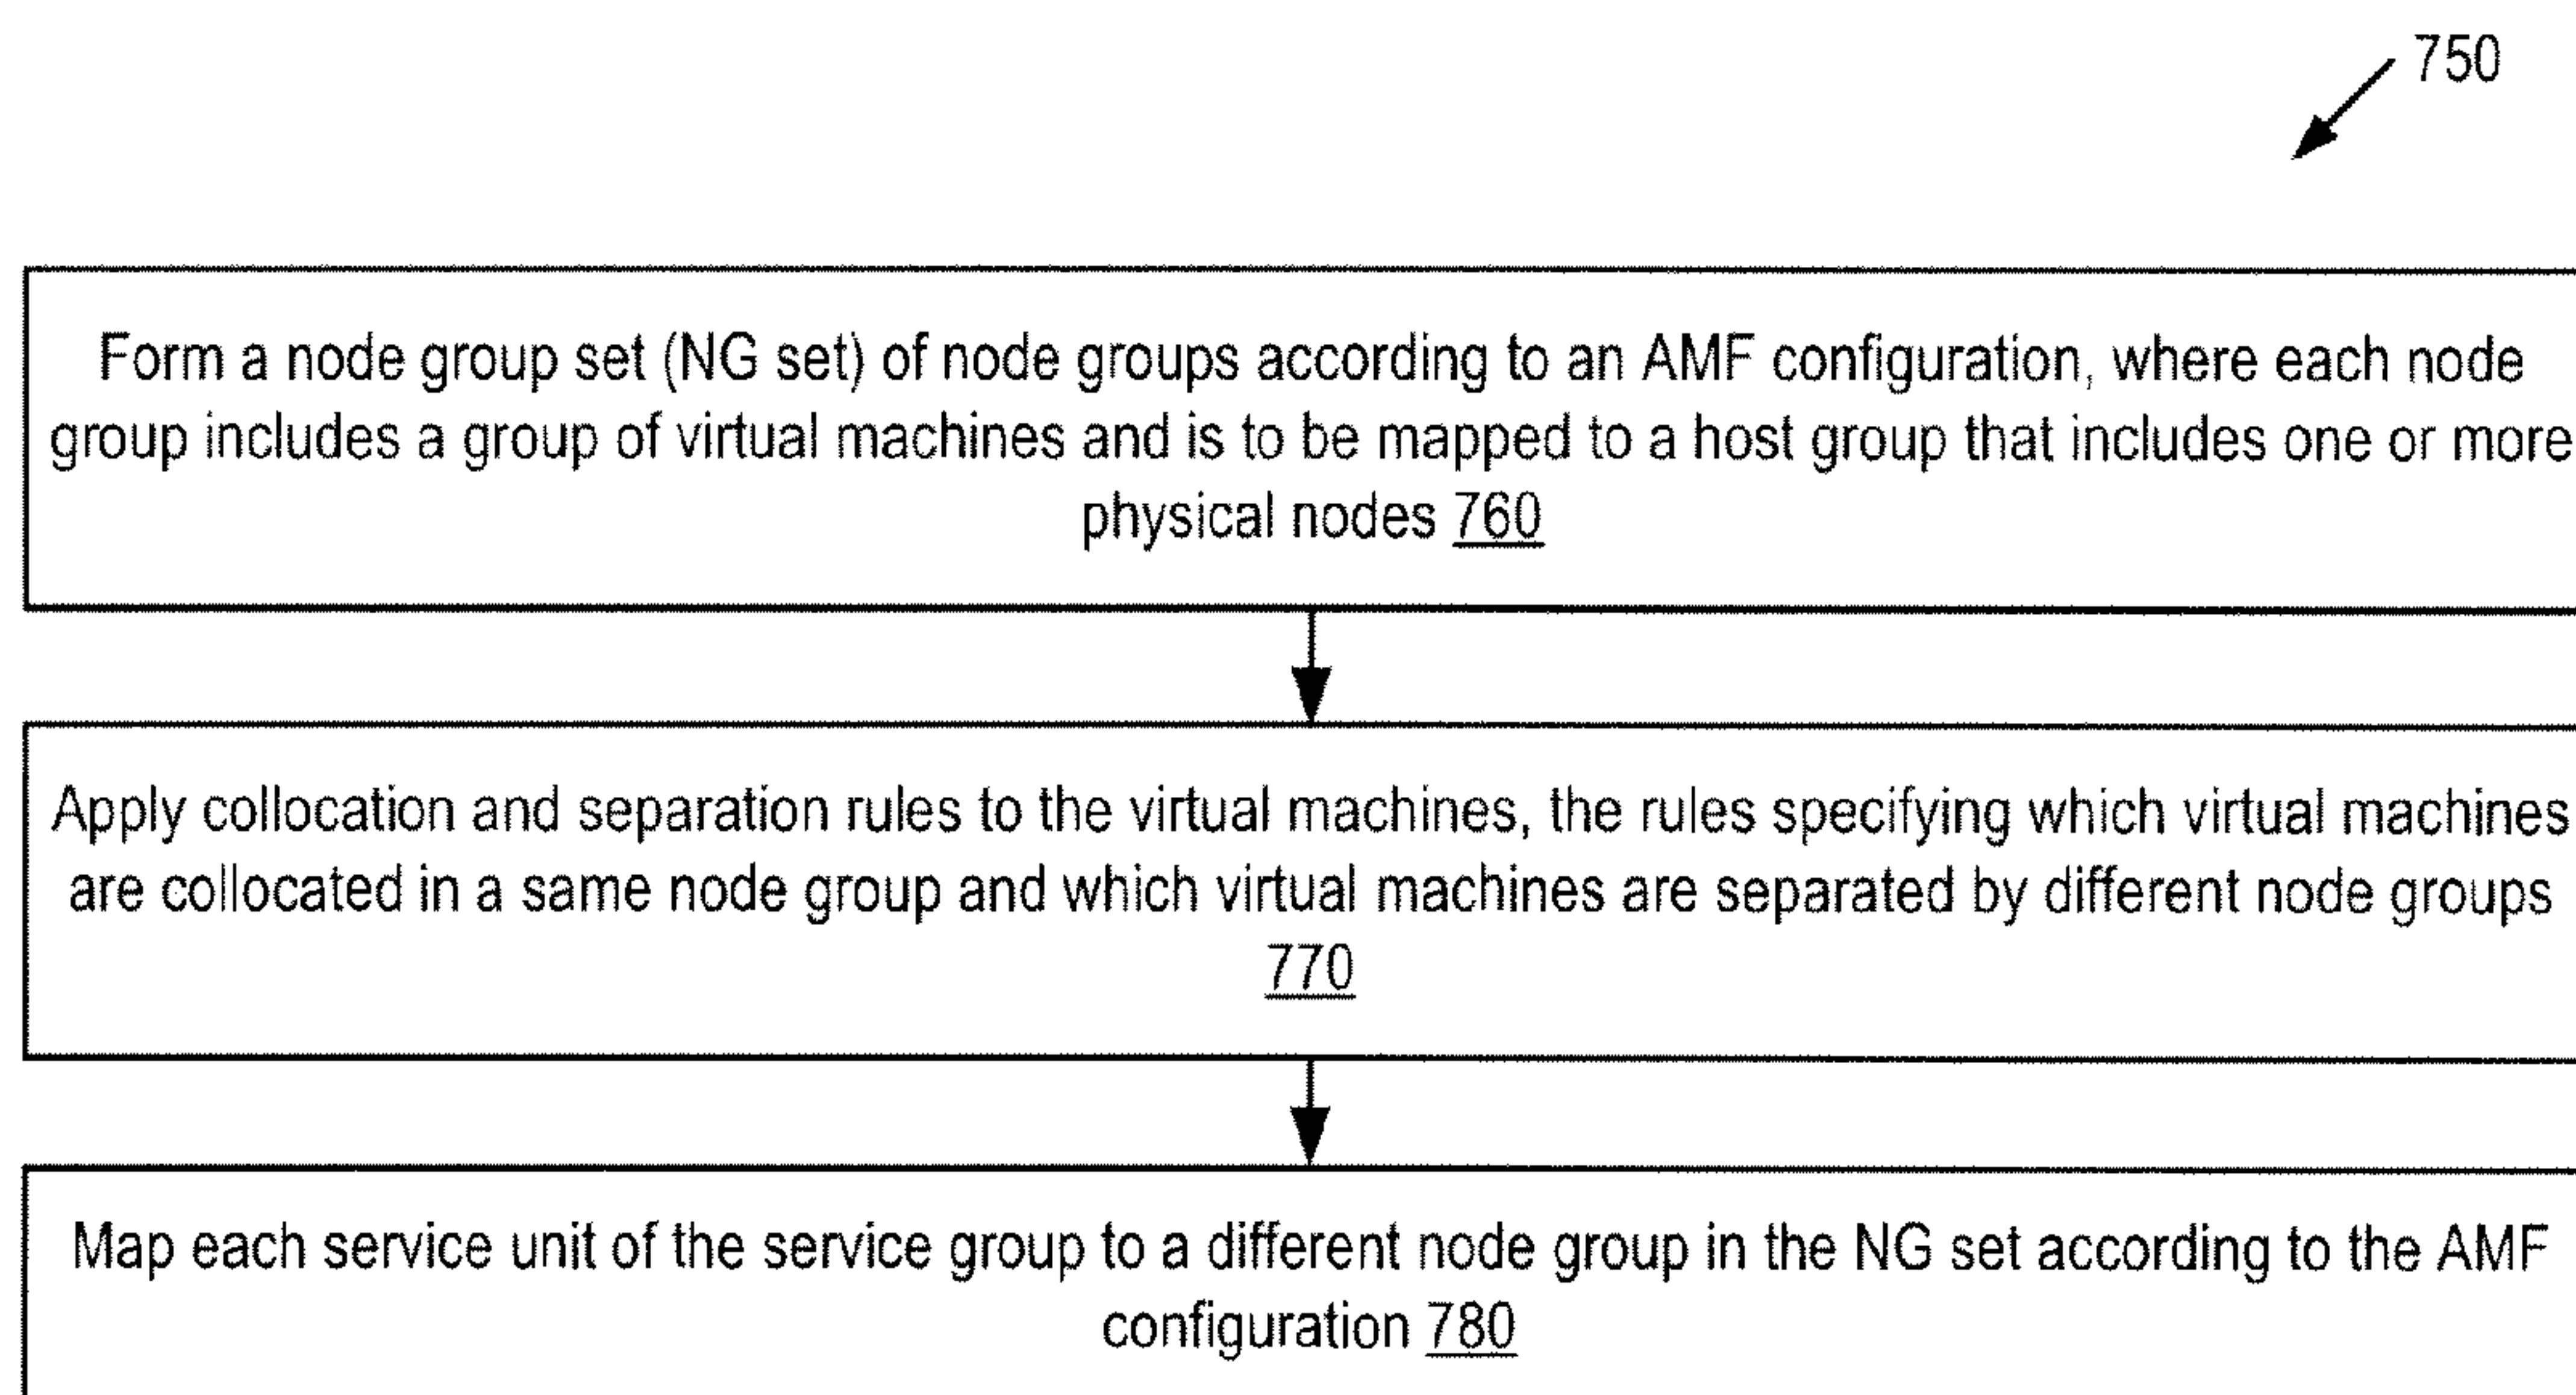 750
Form a node group set (NG set) of node groups according to an AMF configuration, where each node
group includes a group of virtual machines and is to be mapped to a host group that includes one or more
physical nodes 760
Apply collocation and separation rules to the virtual machines, the rules specifying which virtual machines
are collocated in a same node group and which virtual machines are separated by different node groups
770
Map each service unit of the service group to a different node group in the NG set according to the AMF
configuration 780